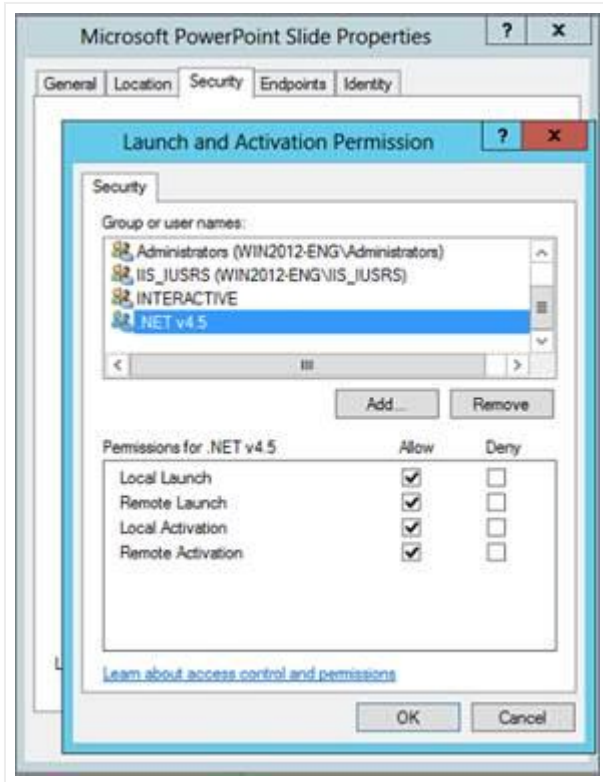 Microsoft PowerPoint Slide Properties ? x
General Location Security Endpoints Identity
Launch and Activation Permission ? x
Security
Group or user names:
Administrators (WIN2012-ENG\Administrators)
IIS_IUSRS (WIN2012-ENG\IIS_IUSRS)
INTERACTIVE
.NET v4.5
Add... Remove
Permissions for .NET v4.5 Allow Deny
Local Launch
Remote Launch
Local Activation
Remote Activation
L
Learn about access control and permissions
OK Cancel